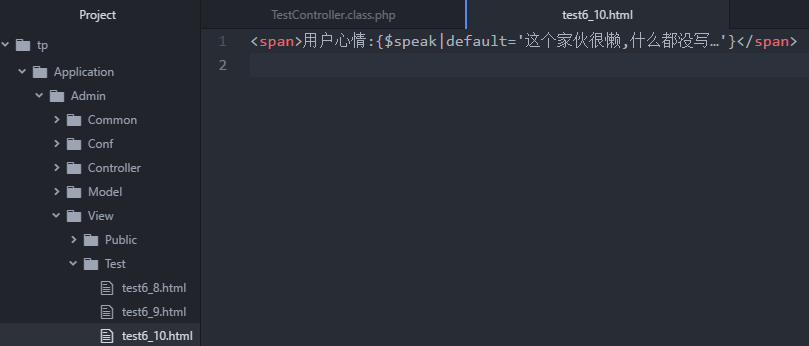 Project
tp
Application
Admin
Common
Conf
Controller
Model
View
Public
Test
test6_8.html
test6_9.html
test6_10.html
TestController.class.php
test6_10.html
1 <span>用户心情:{$speak|default='这个家伙很懒,什么都没写…'}</span>
2